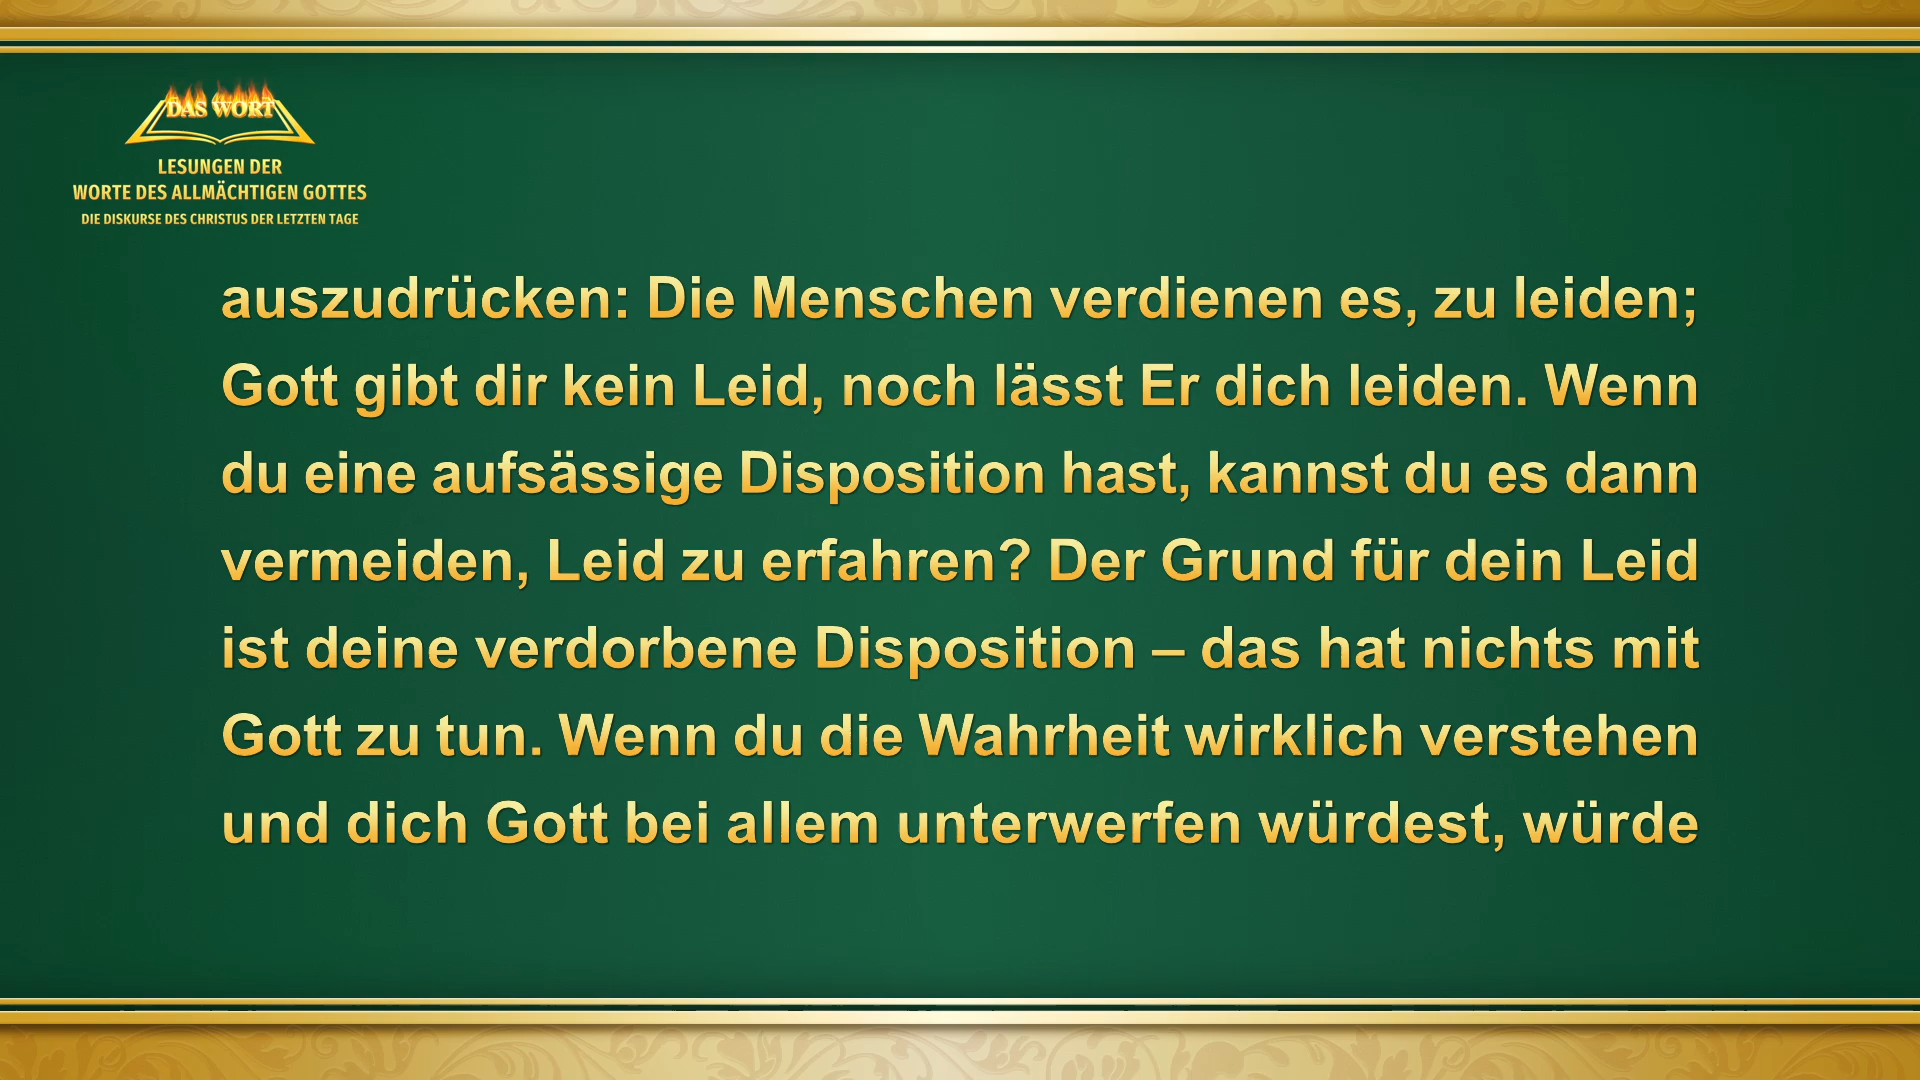 DAS WORT
LESUNGEN DER
WORTE DES ALLMÄCHTIGEN GOTTES
DIE DISKURSE DES CHRISTUS DER LETZTEN TAGE
auszudrücken: Die Menschen verdienen es, zu leiden;
Gott gibt dir kein Leid, noch lässt Er dich leiden. Wenn
du eine aufsässige Disposition hast, kannst du es dann
vermeiden, Leid zu erfahren? Der Grund für dein Leid
ist deine verdorbene Disposition – das hat nichts mit
Gott zu tun. Wenn du die Wahrheit wirklich verstehen
und dich Gott bei allem unterwerfen würdest, würde